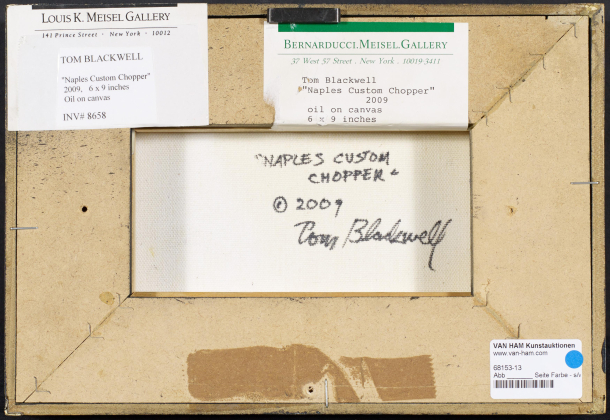 LOUIS K. MEISEL GALLERY
141 Prince Street · New York · 10012
TOM BLACKWELL
"Naples Custom Chopper"
2009, 6 x 9 inches
Oil on canvas
INV# 8658
BERNARDUCCI.MEISEL.GALLERY
37 West 57 Street . New York . 10019-3411
Tom Blackwell
"Naples Custom Chopper"
2009
oil on canvas
6 x 9 inches
"NAPLES CUSTOM
CHOPPER"
© 2009
Tom Blackwell
VAN HAM Kunstauktionen
www.van-ham.com
68153-13
Abb Seite Farbe - s/w